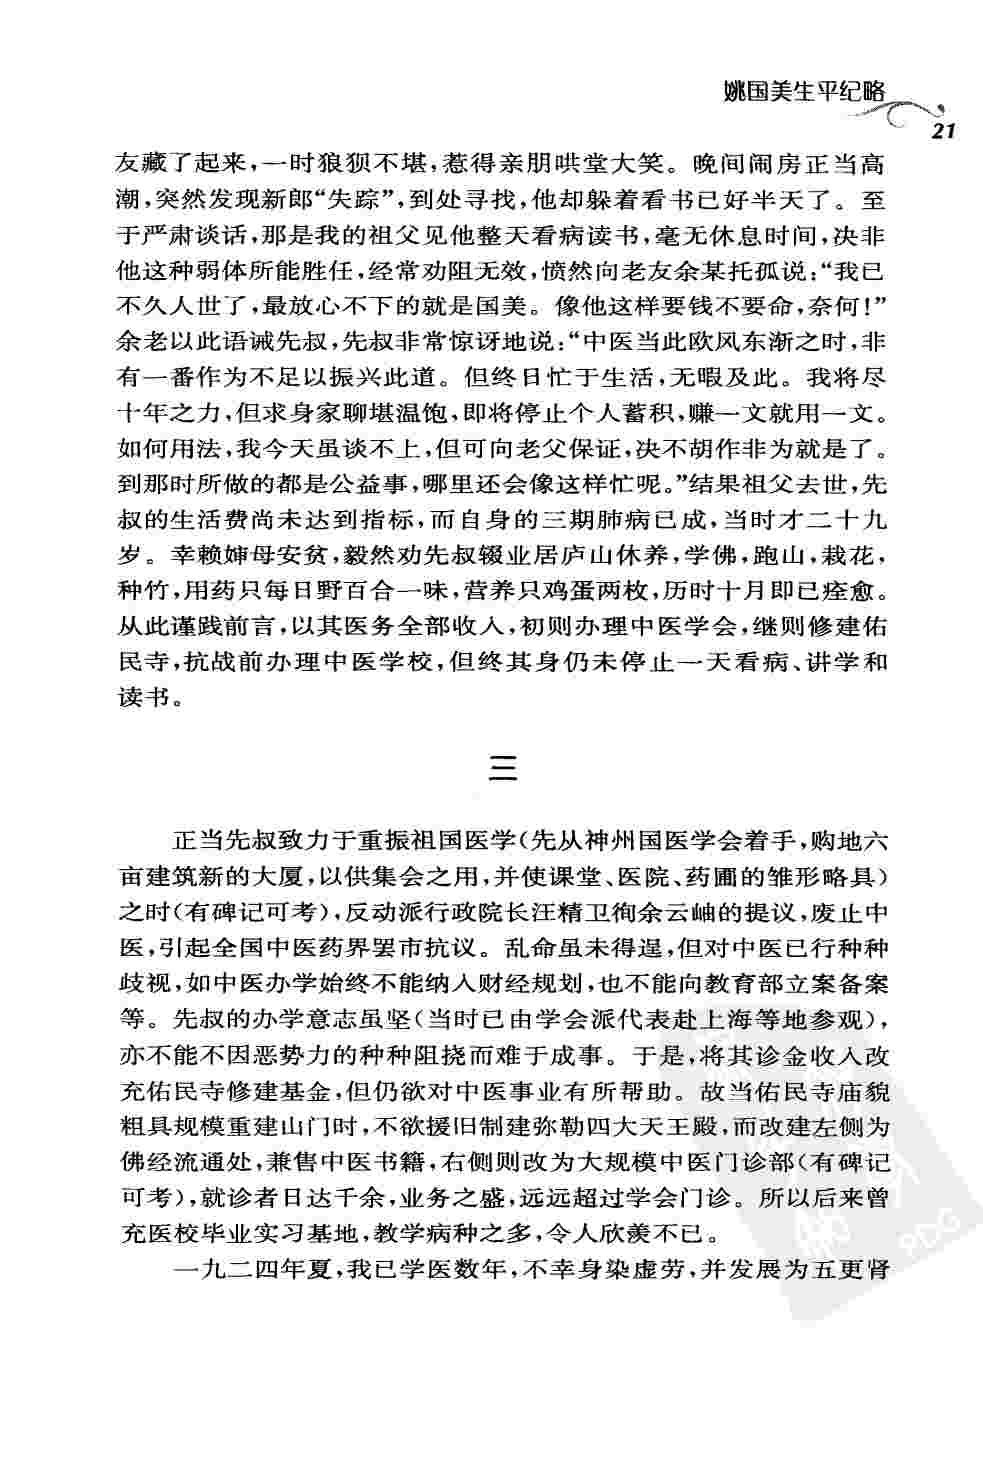 姚国美生平纪略
21
友藏了起来,一时狼狈不堪,惹得亲朋哄堂大笑。晚间闹房正当高
潮,突然发现新郎“失踪”,到处寻找,他却躲着看书已好半天了。至
于严肃谈话,那是我的祖父见他整天看病读书,毫无休息时间,决非
他这种弱体所能胜任,经常劝阻无效,愤然向老友余某托孤说:“我已
不久人世了,最放心不下的就是国美。像他这样要钱不要命,奈何!”
余老以此语诫先叔,先叔非常惊讶地说:“中医当此欧风东渐之时,非
有一番作为不足以振兴此道。但终日忙于生活,无暇及此。我将尽
十年之力,但求身家聊堪温饱,即将停止个人蓄积,赚一文就用一文。
如何用法,我今天虽谈不上,但可向老父保证,决不胡作非为就是了。
到那时所做的都是公益事,哪里还会像这样忙呢。”结果祖父去世,先
叔的生活费尚未达到指标,而自身的三期肺病已成,当时才二十九
岁。幸赖婶母安贫,毅然劝先叔辍业居庐山休养,学佛,跑山,栽花,
种竹,用药只每日野百合一味,营养只鸡蛋两枚,历时十月即已痊愈。
从此谨践前言,以其医务全部收入,初则办理中医学会,继则修建佑
民寺,抗战前办理中医学校,但终其身仍未停止一天看病、讲学和
读书。
三
正当先叔致力于重振祖国医学(先从神州国医学会着手,购地六
亩建筑新的大厦,以供集会之用,并使课堂、医院、药圃的雏形略具)
之时(有碑记可考),反动派行政院长汪精卫徇余云岫的提议,废止中
医,引起全国中医药界罢市抗议。乱命虽未得逞,但对中医已行种种
歧视,如中医办学始终不能纳入财经规划,也不能向教育部立案备案
等。先叔的办学意志虽坚(当时已由学会派代表赴上海等地参观),
亦不能不因恶势力的种种阻挠而难于成事。于是,将其诊金收入改
充佑民寺修建基金,但仍欲对中医事业有所帮助。故当佑民寺庙貌
粗具规模重建山门时,不欲援旧制建弥勒四大天王殿,而改建左侧为
佛经流通处,兼售中医书籍,右侧则改为大规模中医门诊部(有碑记
可考),就诊者日达千余,业务之盛,远远超过学会门诊。所以后来曾
充医校毕业实习基地,教学病种之多,令人欣羡不已。
一九二四年夏,我已学医数年,不幸身染虚劳,并发展为五更肾
PDG